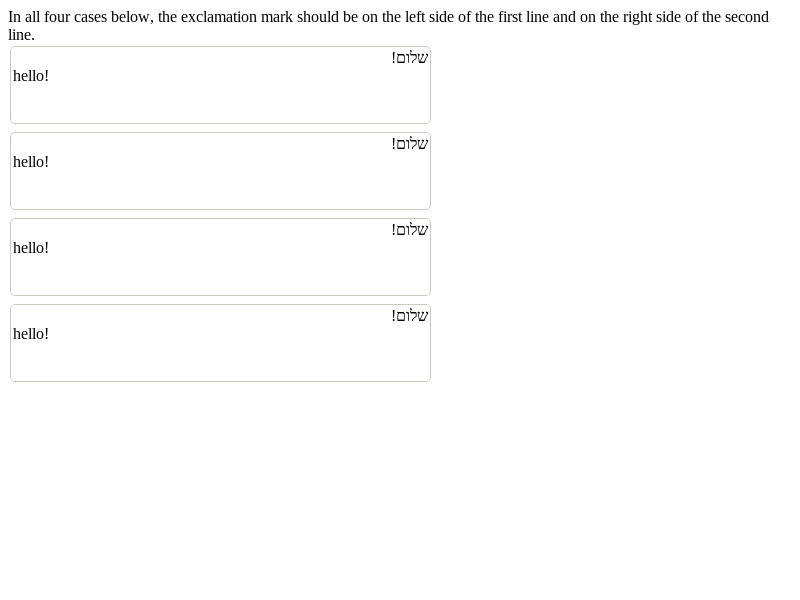 In all four cases below, the exclamation mark should be on the left side of the first line and on the right side of the second
line.
שלום!
hello!
שלום!
hello!
שלום!
hello!
שלום!
hello!